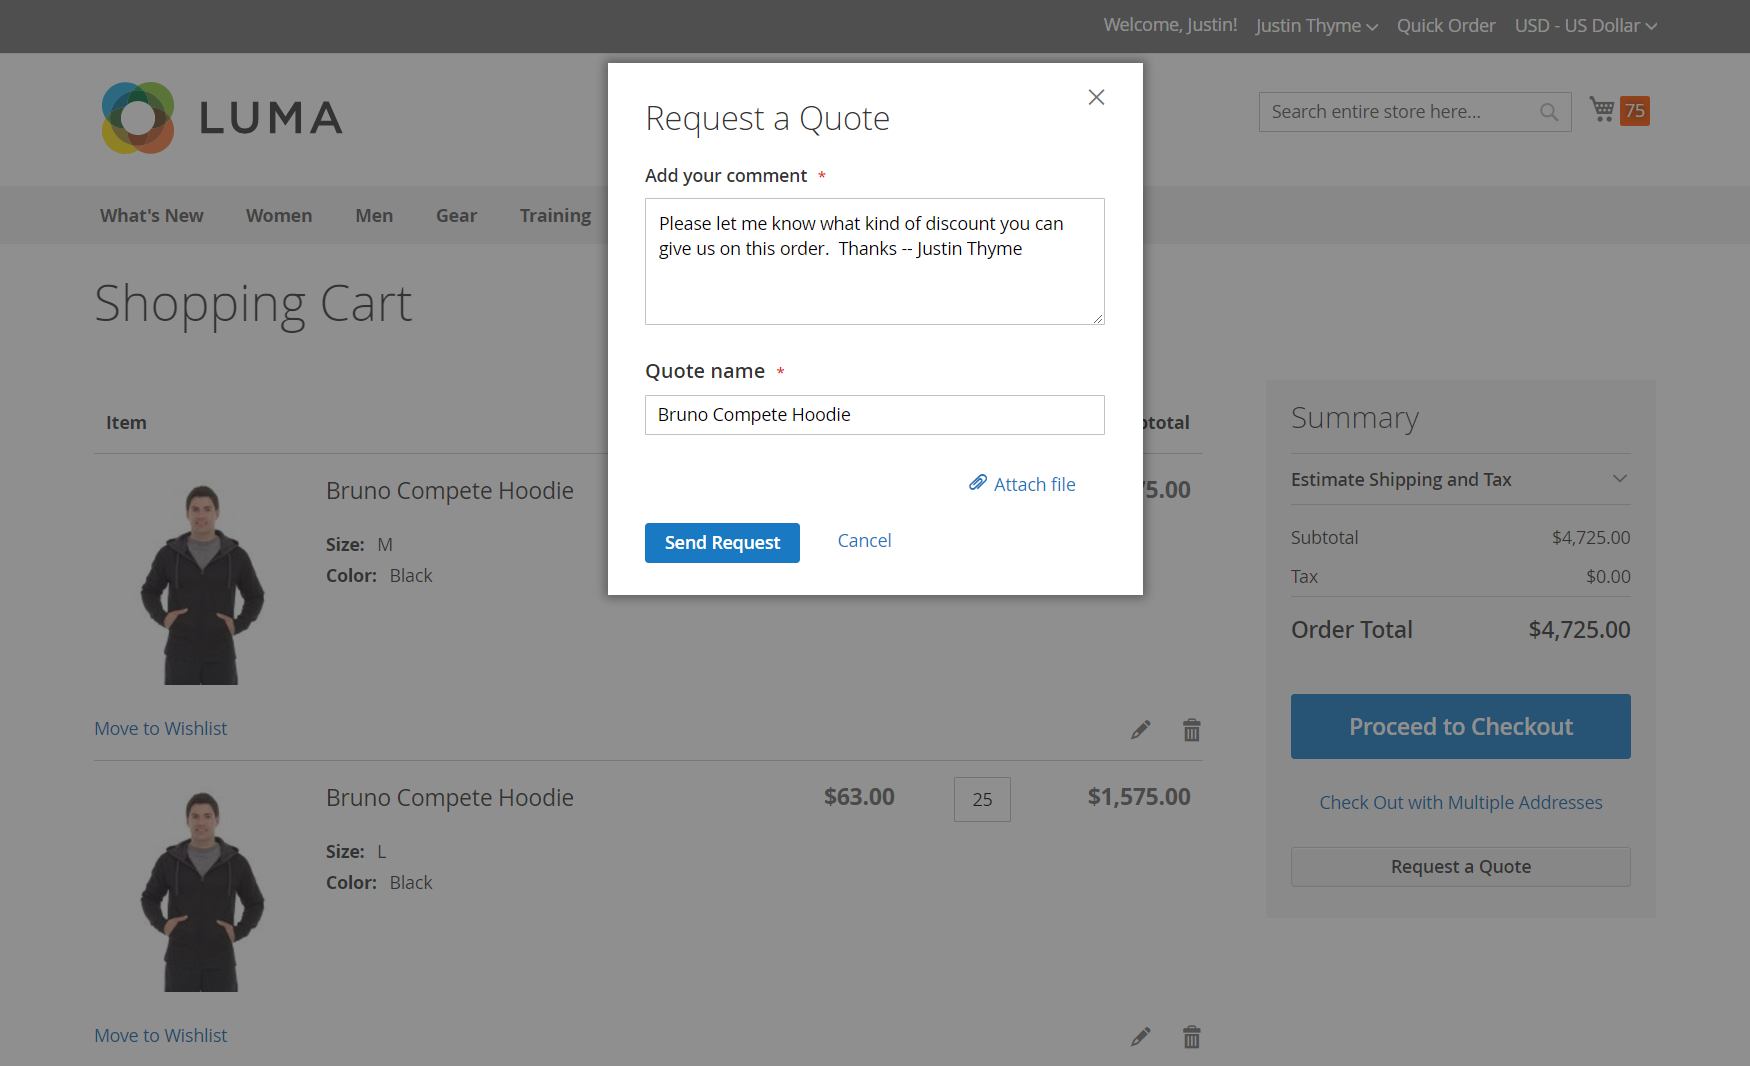 Welcome, Justin! Justin Thyme Quick Order USD - US Dollar
LUMA
Search entire store here...
75
What's New Women Men Gear Training
Shopping Cart
Request a Quote
Add your comment *
Please let me know what kind of discount you can
give us on this order.  Thanks -- Justin Thyme
Quote name *
Bruno Compete Hoodie
Attach file
Send Request Cancel
Item
Bruno Compete Hoodie
5.00
Size: M
Color: Black
Move to Wishlist
Bruno Compete Hoodie $63.00 25 $1,575.00
Size: L
Color: Black
Move to Wishlist
Summary
Estimate Shipping and Tax
Subtotal $4,725.00
Tax $0.00
Order Total $4,725.00
Proceed to Checkout
Check Out with Multiple Addresses
Request a Quote